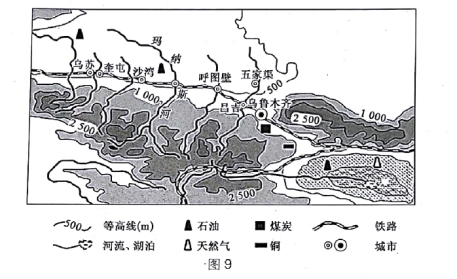 玛
纳
斯
河
乌苏
奎屯
沙湾
呼图壁
五家渠
昌吉
乌鲁木齐
500
1 000
1 000
2 500
2 500
2 500
500 等高线(m) 石油 煤炭 铁路
河流、湖泊 天然气 铜 城市
图9